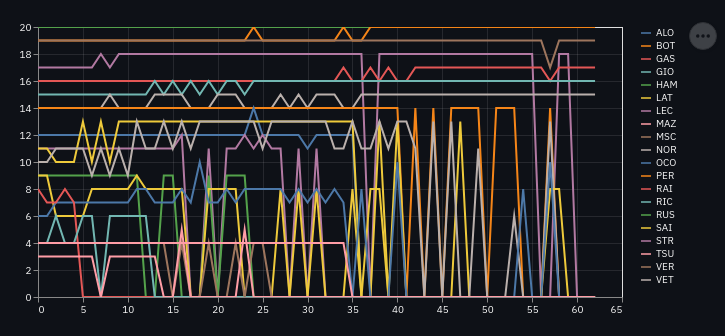 20
18
16
14
12
10
8
6
4
2
0
0 5 10 15 20 25 30 35 40 45 50 55 60 65
ALO
BOT
GAS
GIO
HAM
LAT
LEC
MAZ
MSC
NOR
OCO
PER
RAI
RIC
RUS
SAI
STR
TSU
VER
VET